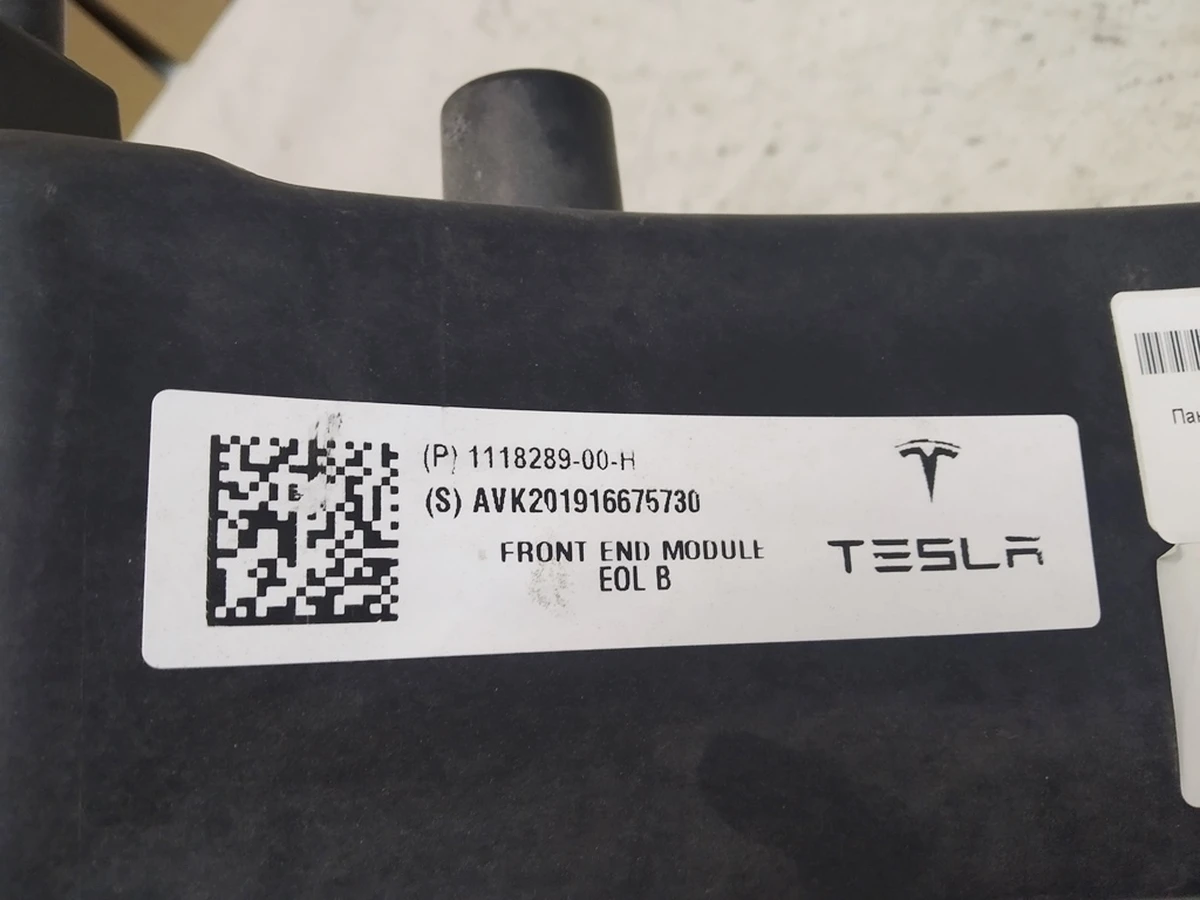 (P) 1118289-00-H
(S) AVK201916675730
FRONT END MODULE
EOL B
TESLA